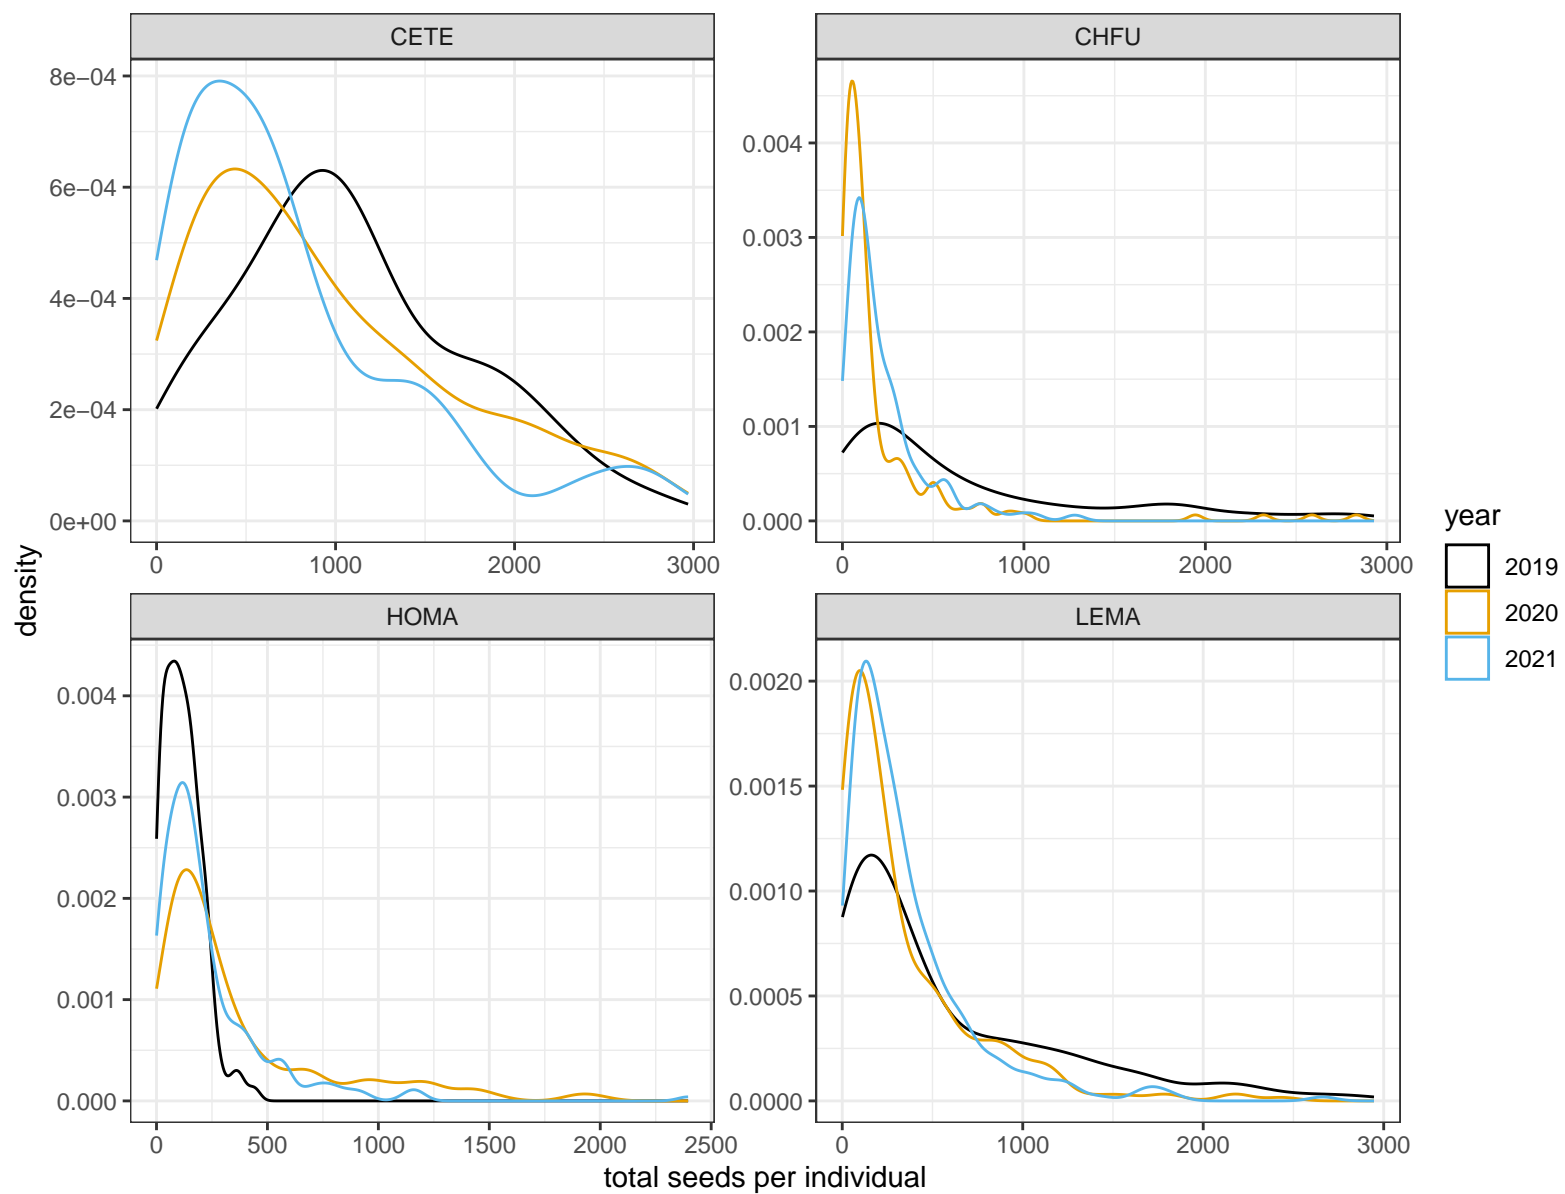 CETE
CHFU
8e−04
6e−04
4e−04
2e−04
0e+00
0 1000 2000 3000
0.004
0.003
0.002
0.001
0.000
0 1000 2000 3000
HOMA
LEMA
0.004
0.003
0.002
0.001
0.000
0 500 1000 1500 2000 2500
0.0020
0.0015
0.0010
0.0005
0.0000
0 1000 2000 3000
density
total seeds per individual
year
2019
2020
2021